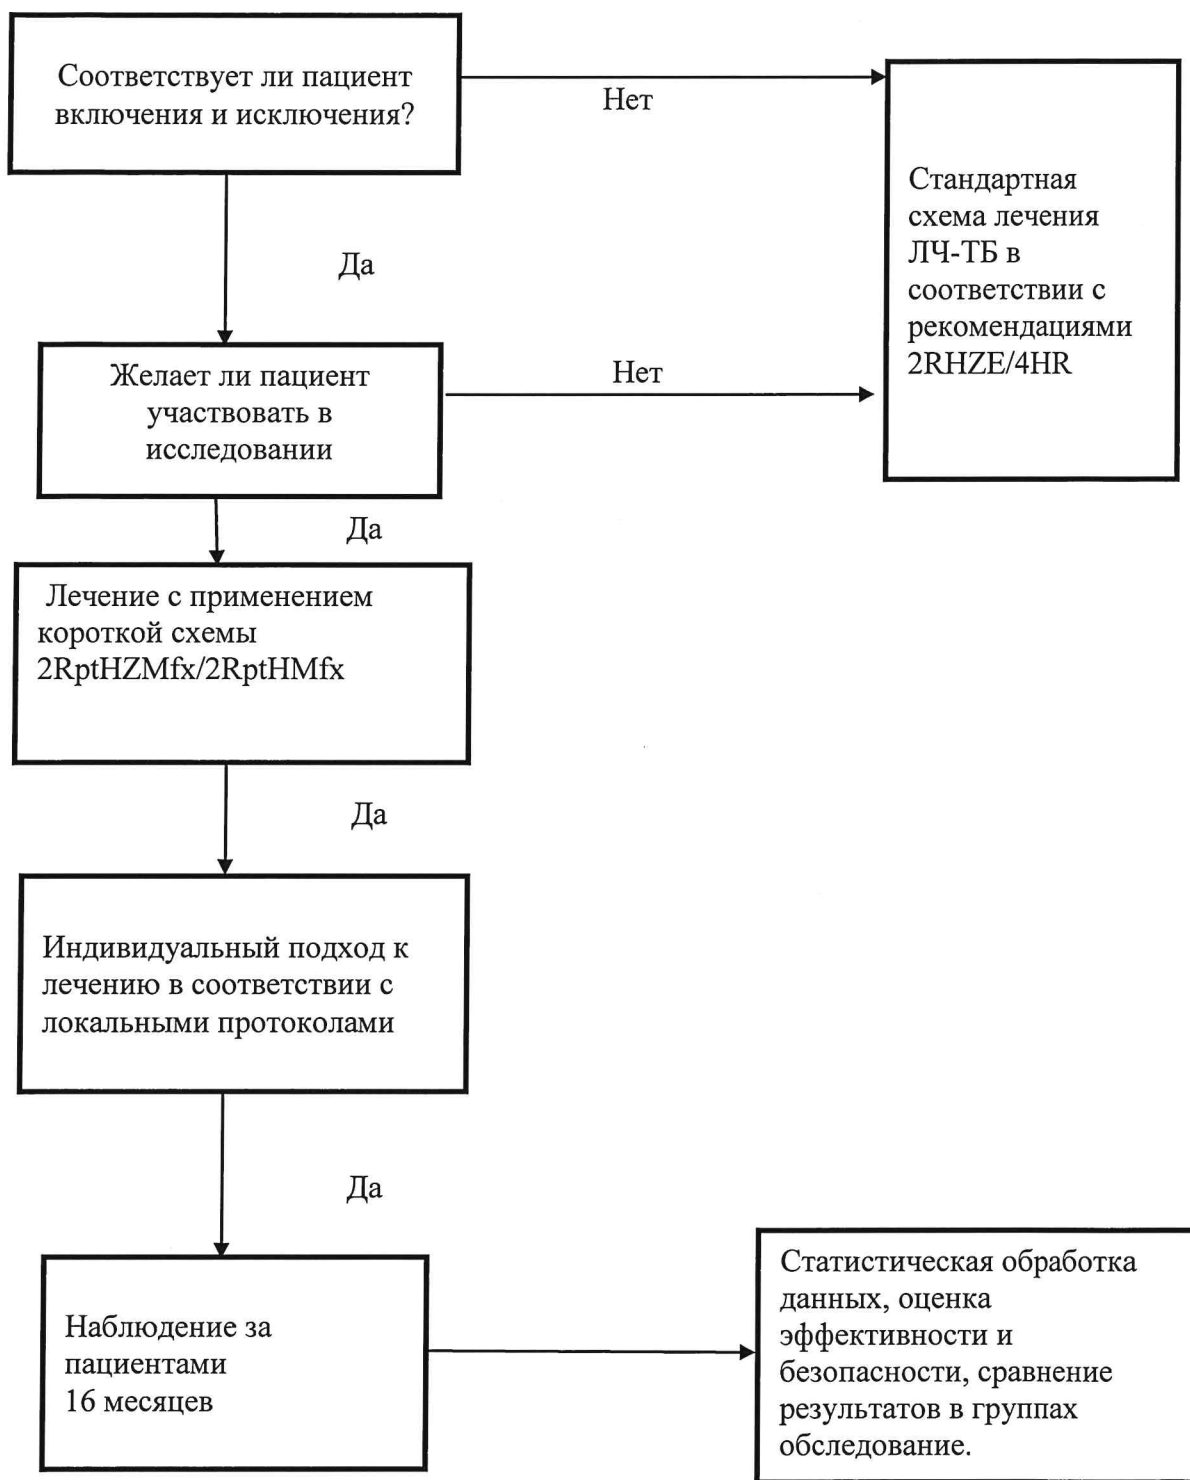 Соответствует ли пациент
включения и исключения?
Нет
Стандартная
схема лечения
ЛЧ-ТБ в
соответствии с
рекомендациями
2RHZE/4HR
Да
Желает ли пациент
участвовать в
исследовании
Нет
Да
Лечение с применением
короткой схемы
2RptHZMfx/2RptHMfx
Да
Индивидуальный подход к
лечению в соответствии с
локальными протоколами
Да
Наблюдение за
пациентами
16 месяцев
Статистическая обработка
данных, оценка
эффективности и
безопасности, сравнение
результатов в группах
обследование.